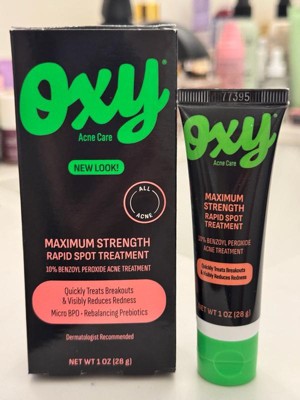 Oxy
Acne Care
NEW LOOK!
ALL
ACNE
MAXIMUM STRENGTH
RAPID SPOT TREATMENT
10% BENZOYL PEROXIDE ACNE TREATMENT
Quickly Treats Breakouts
& Visibly Reduces Redness
Micro BPO • Rebalancing Prebiotics
Dermatologist Recommended
NET WT 1 OZ (28 g)
77395
Oxy
Acne Care
MAXIMUM
STRENGTH
RAPID SPOT
TREATMENT
10% BENZOYL PEROXIDE
ACNE TREATMENT
Quickly Treats Breakouts
& Visibly Reduces Redness
NET WT 1 OZ (28 g)